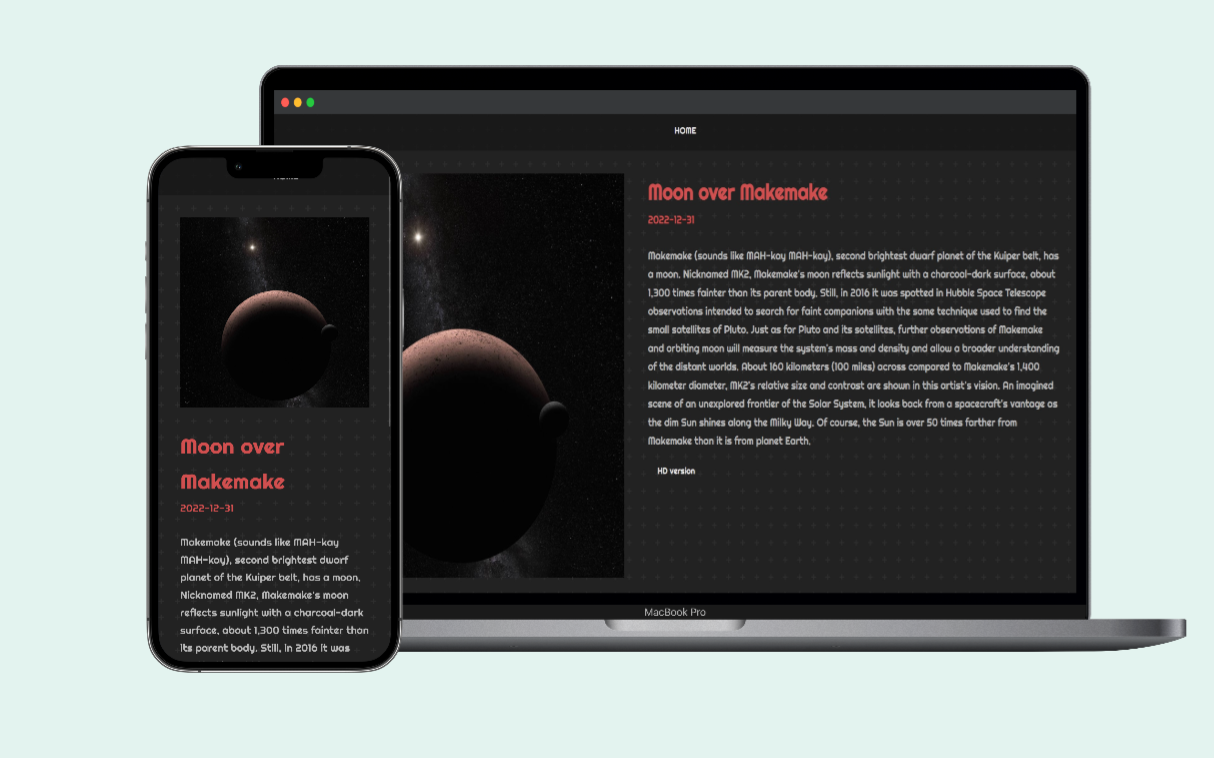 HOME
Moon over Makemake
2022-12-31
Makemake (sounds like MAH-kay MAH-kay), second brightest dwarf planet of the Kuiper belt, has
a moon. Nicknamed MK2, Makemake's moon reflects sunlight with a charcoal-dark surface, about
1,300 times fainter than its parent body. Still, in 2016 it was spotted in Hubble Space Telescope
observations intended to search for faint companions with the same technique used to find the
small satellites of Pluto. Just as for Pluto and its satellites, further observations of Makemake
and orbiting moon will measure the system's mass and density and allow a broader understanding
of the distant worlds. About 160 kilometers (100 miles) across compared to Makemake's 1,400
kilometer diameter, MK2's relative size and contrast are shown in this artist's vision. An imagined
scene of an unexplored frontier of the Solar System, it looks back from a spacecraft's vantage as
the dim Sun shines along the Milky Way. Of course, the Sun is over 50 times farther from
Makemake than it is from planet Earth.
HD version
MacBook Pro
Moon over
Makemake
2022-12-31
Makemake (sounds like MAH-kay
MAH-kay), second brightest dwarf
planet of the Kuiper belt, has a moon.
Nicknamed MK2, Makemake's moon
reflects sunlight with a charcoal-dark
surface, about 1,300 times fainter than
its parent body. Still, in 2016 it was